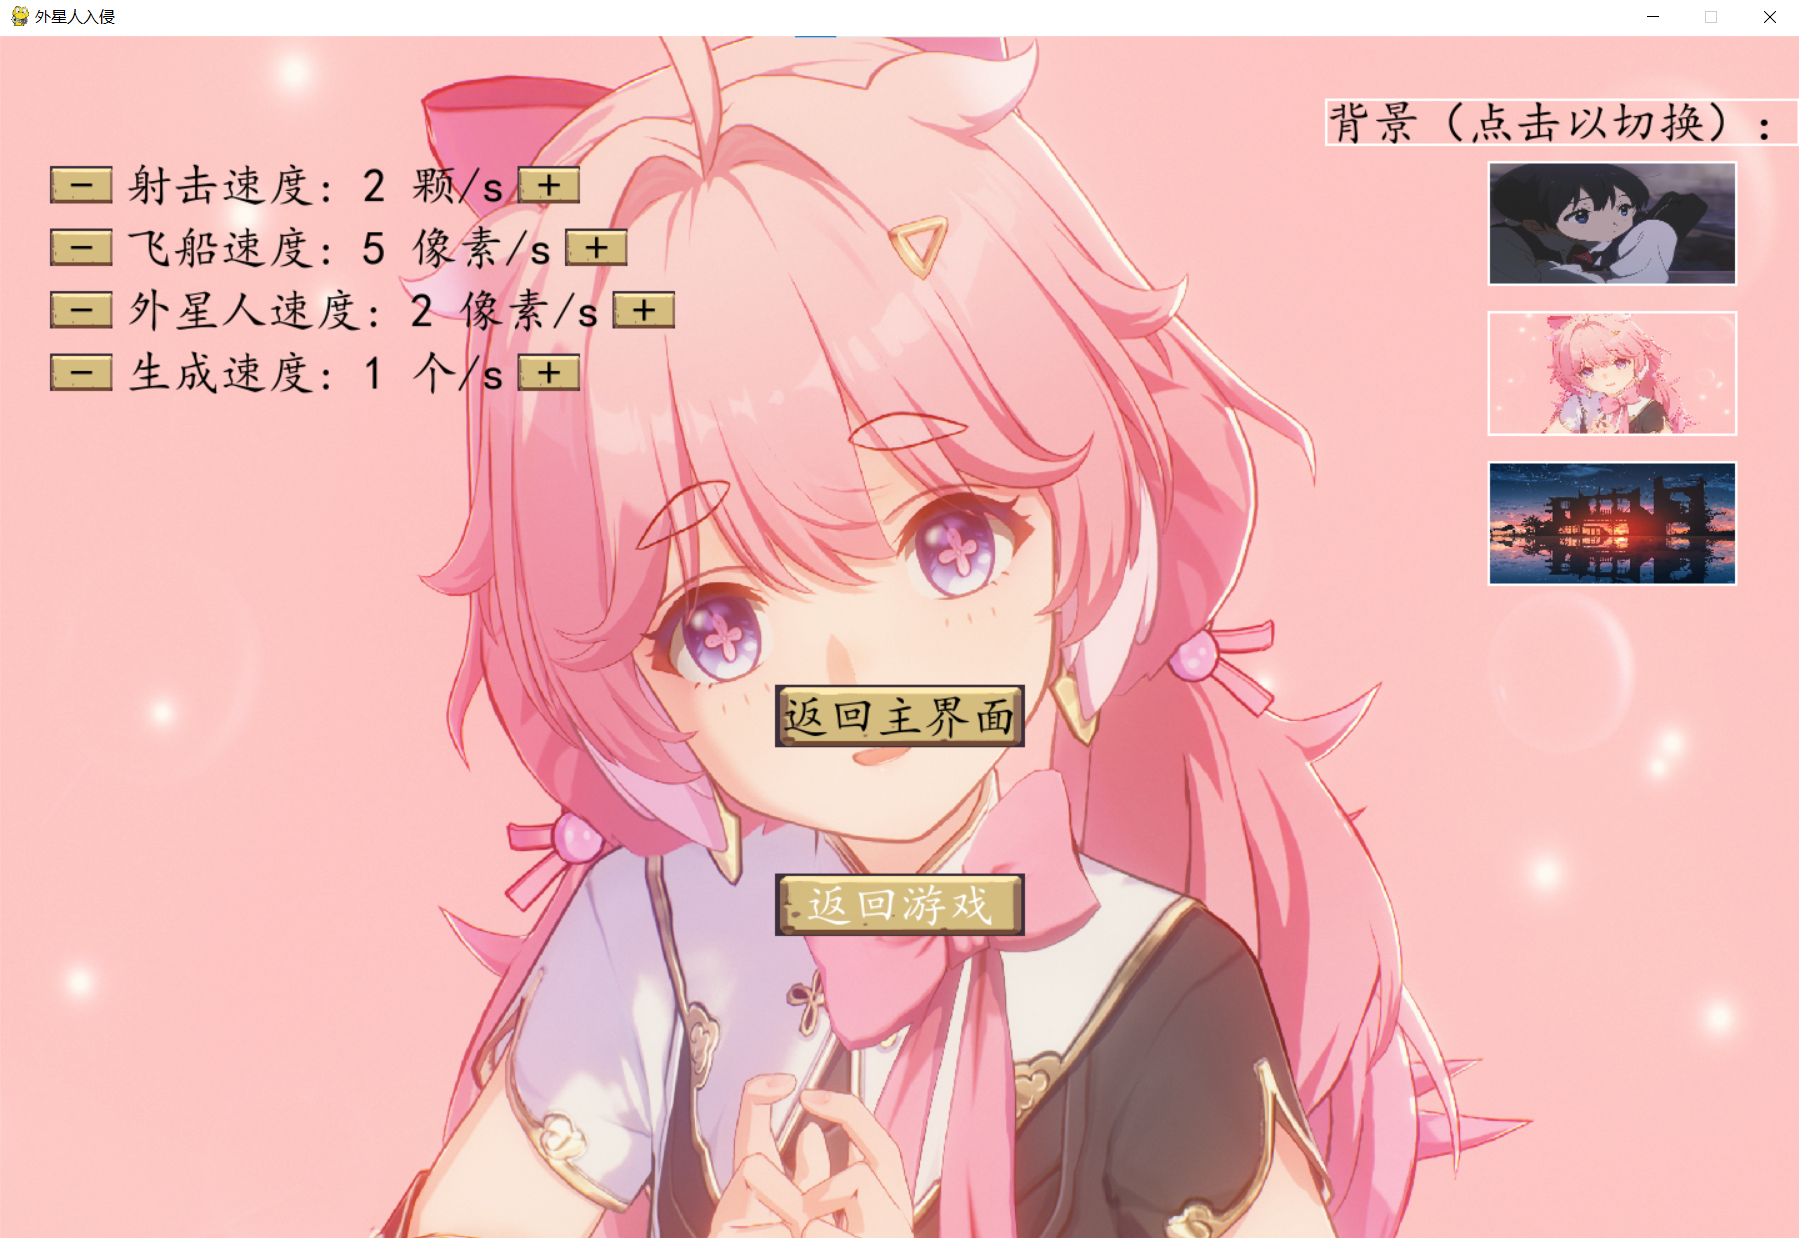 外星人入侵
背景（点击以切换）：
− 射击速度：2 颗/s +
− 飞船速度：5 像素/s +
− 外星人速度：2 像素/s +
− 生成速度：1 个/s +
返回主界面
返回游戏